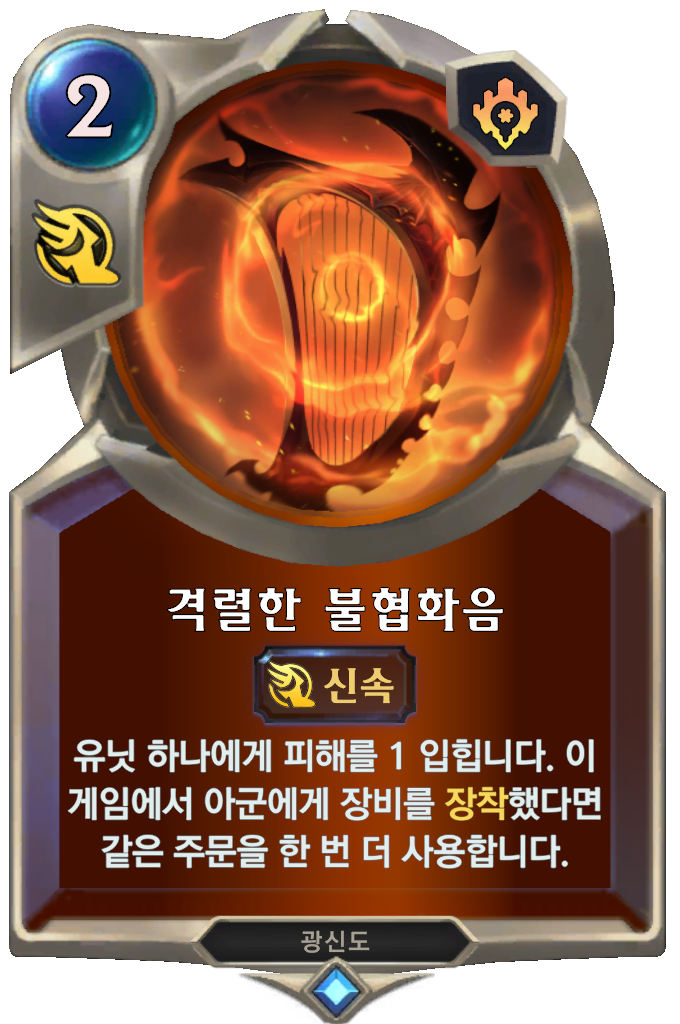 2
격렬한 불협화음
신속
유닛 하나에게 피해를 1 입힙니다. 이
게임에서 아군에게 장비를 장착했다면
같은 주문을 한 번 더 사용합니다.
광신도